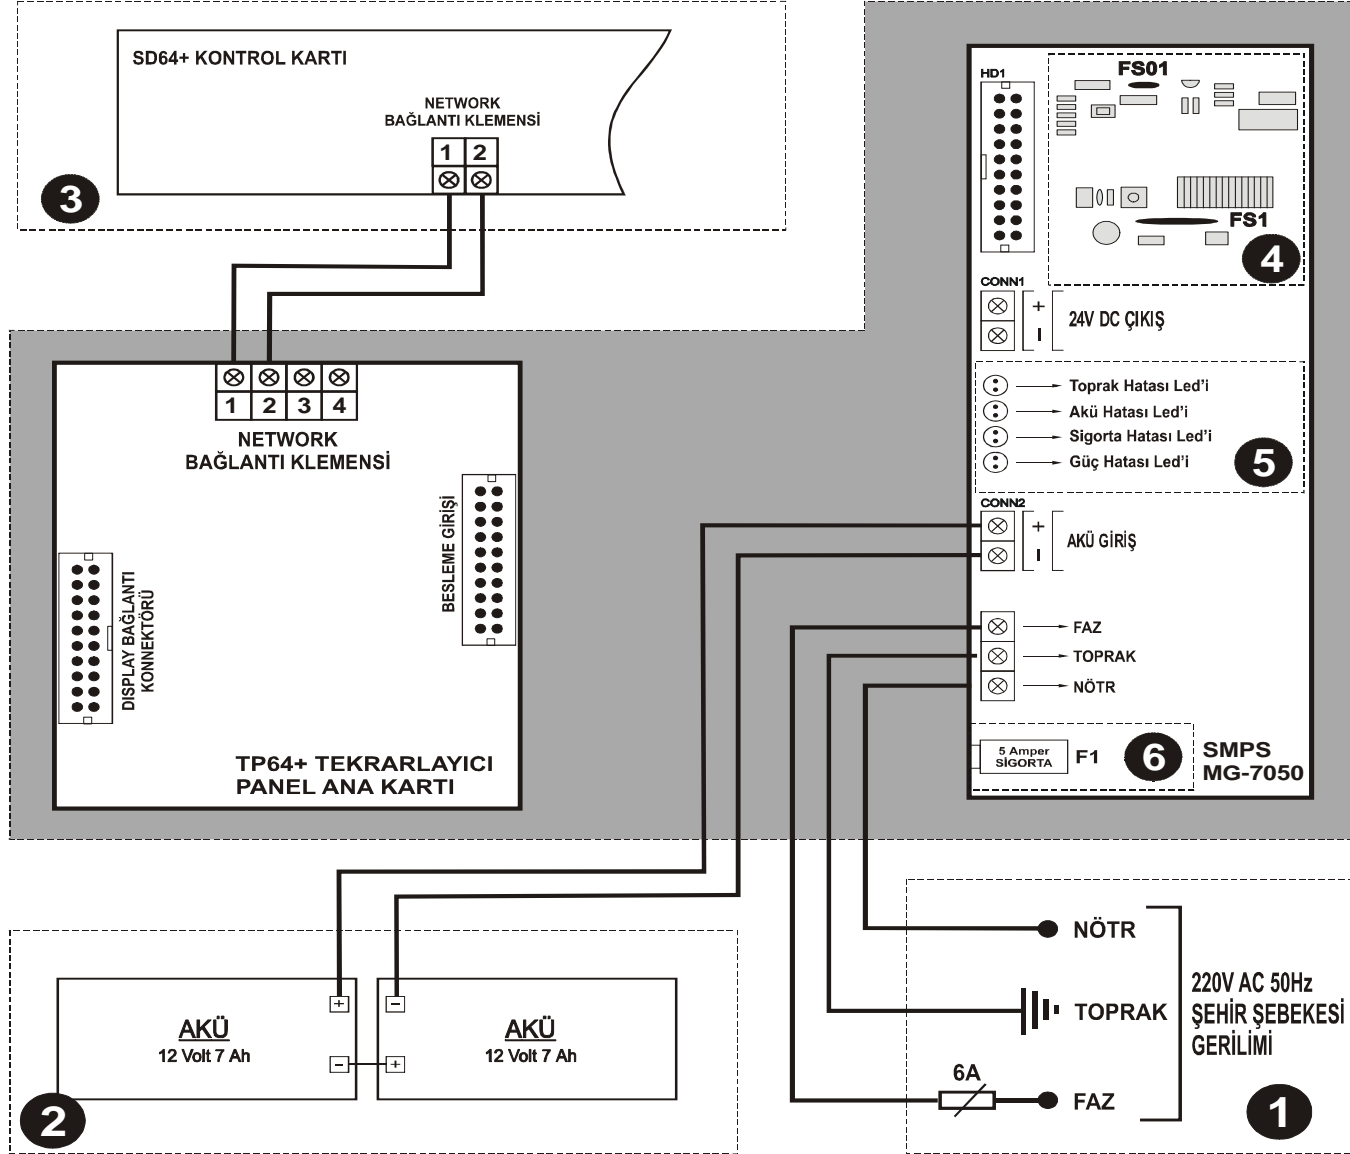 SD64+ KONTROL KARTI
NETWORK
BAĞLANTI KLEMENSİ
1 2
3
HD1
FS01
FS1
4
CONN1
+
24V DC ÇIKIŞ
Toprak Hatası Led'i
Akü Hatası Led'i
Sigorta Hatası Led'i
Güç Hatası Led'i
5
CONN2
+
AKÜ GİRİŞ
FAZ
TOPRAK
NÖTR
5 Amper
SİGORTA
F1
6
SMPS
MG-7050
1 2 3 4
NETWORK
BAĞLANTI KLEMENSİ
BESLEME GİRİŞİ
DISPLAY BAĞLANTI
KONNEKTÖRÜ
TP64+ TEKRARLAYICI
PANEL ANA KARTI
AKÜ
12 Volt 7 Ah
+
−
AKÜ
12 Volt 7 Ah
−
+
2
NÖTR
TOPRAK
6A
FAZ
220V AC 50Hz
ŞEHİR ŞEBEKESİ
GERİLİMİ
1